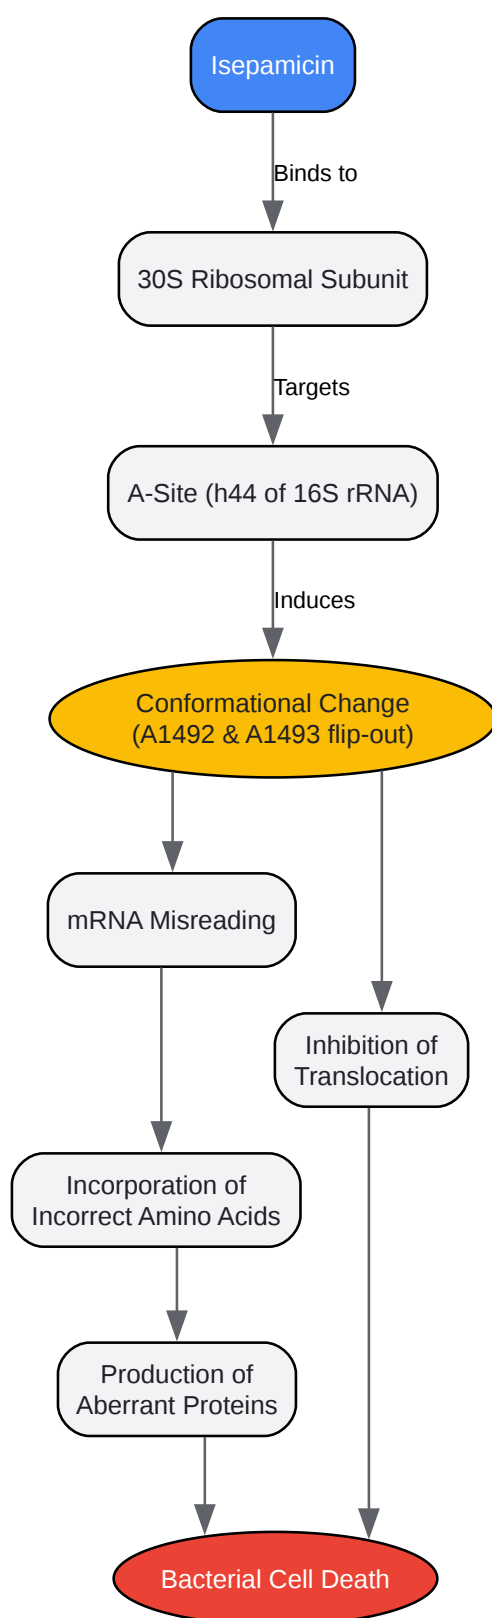 Isepamicin
Binds to
30S Ribosomal Subunit
Targets
A-Site (h44 of 16S rRNA)
Induces
Conformational Change
(A1492 & A1493 flip-out)
mRNA Misreading
Inhibition of
Translocation
Incorporation of
Incorrect Amino Acids
Production of
Aberrant Proteins
Bacterial Cell Death